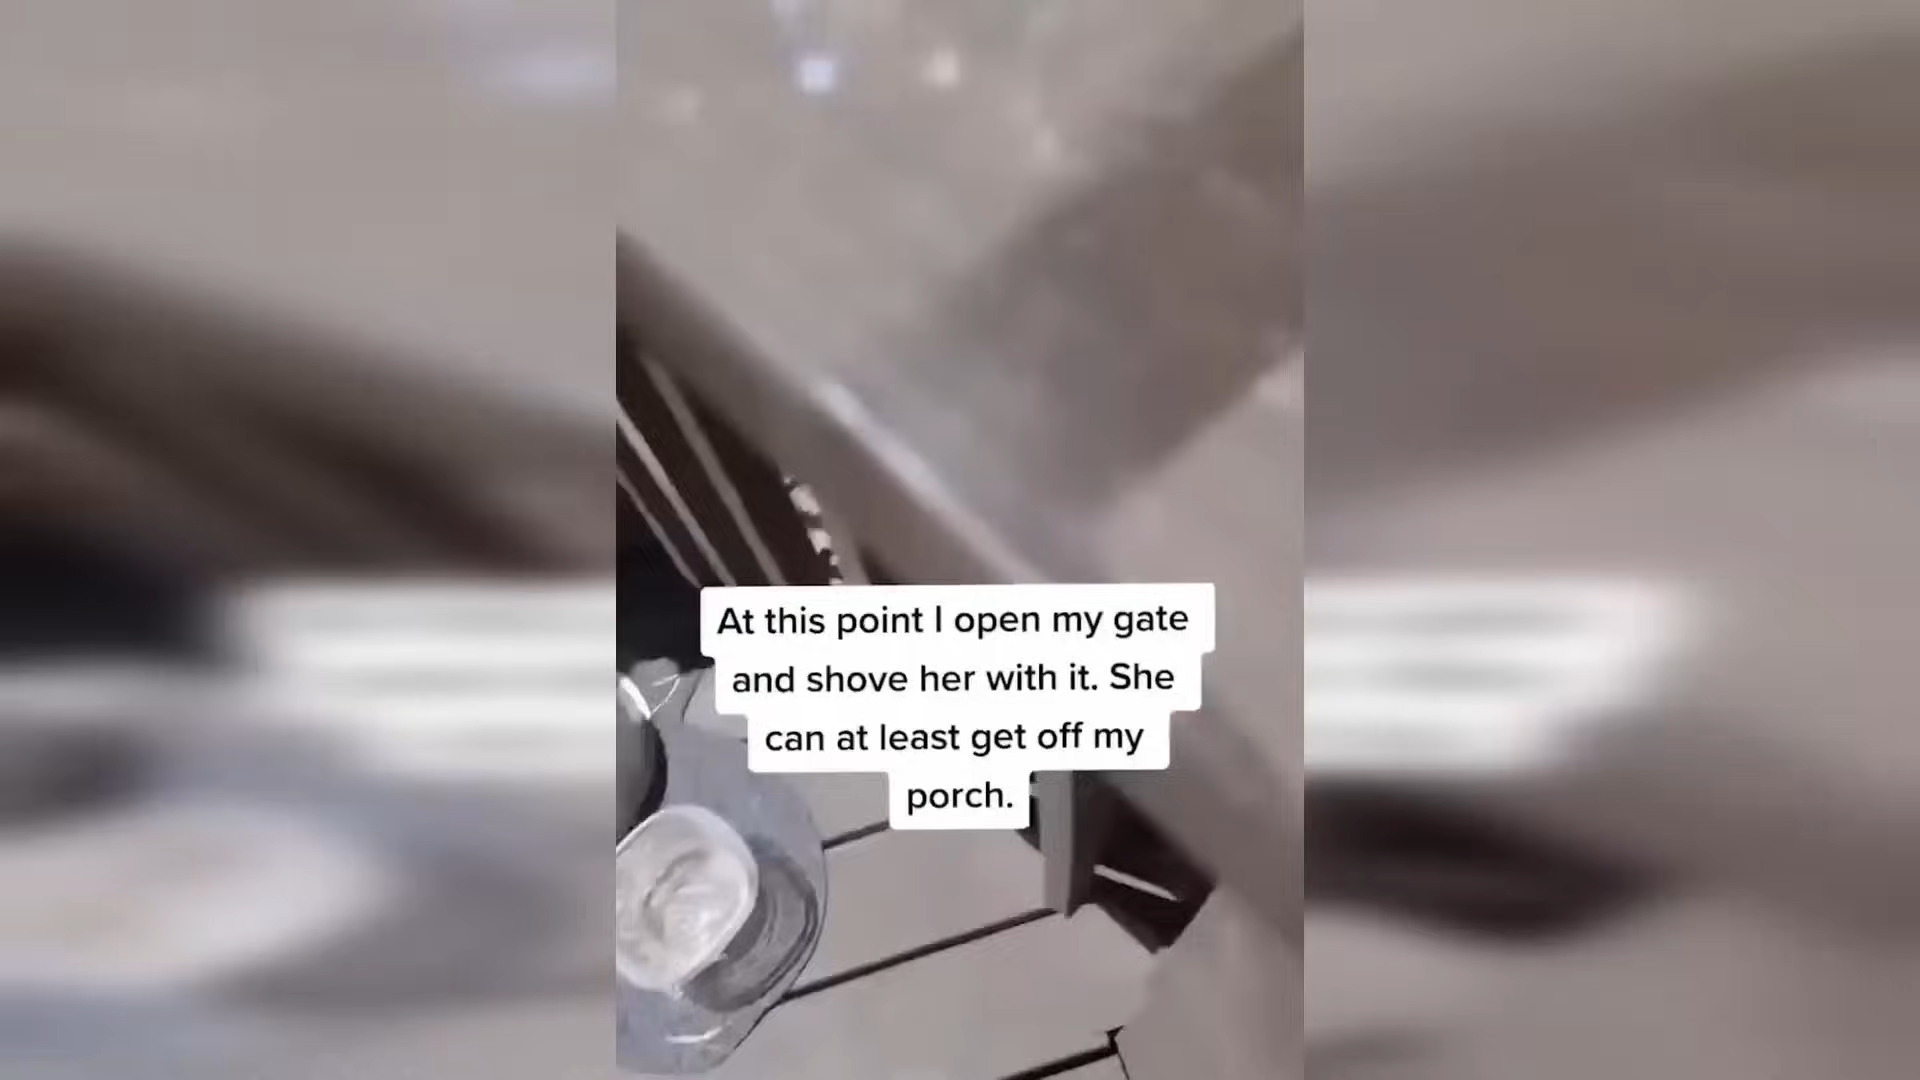 At this point I open my gate
and shove her with it. She
can at least get off my
porch.